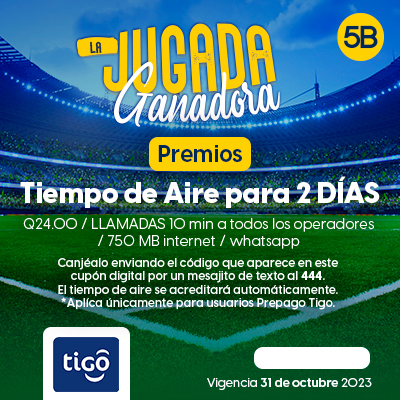 5B
LA
JUGADA
Ganadora
Premios
Tiempo de Aire para 2 DÍAS
Q24.00 / LLAMADAS 10 min a todos los operadores
/ 750 MB internet / whatsapp
Canjéalo enviando el código que aparece en este
cupón digital por un mesajito de texto al 444.
El tiempo de aire se acreditará automáticamente.
*Aplíca únicamente para usuarios Prepago Tigo.
tigo
Vigencia 31 de octubre 2023